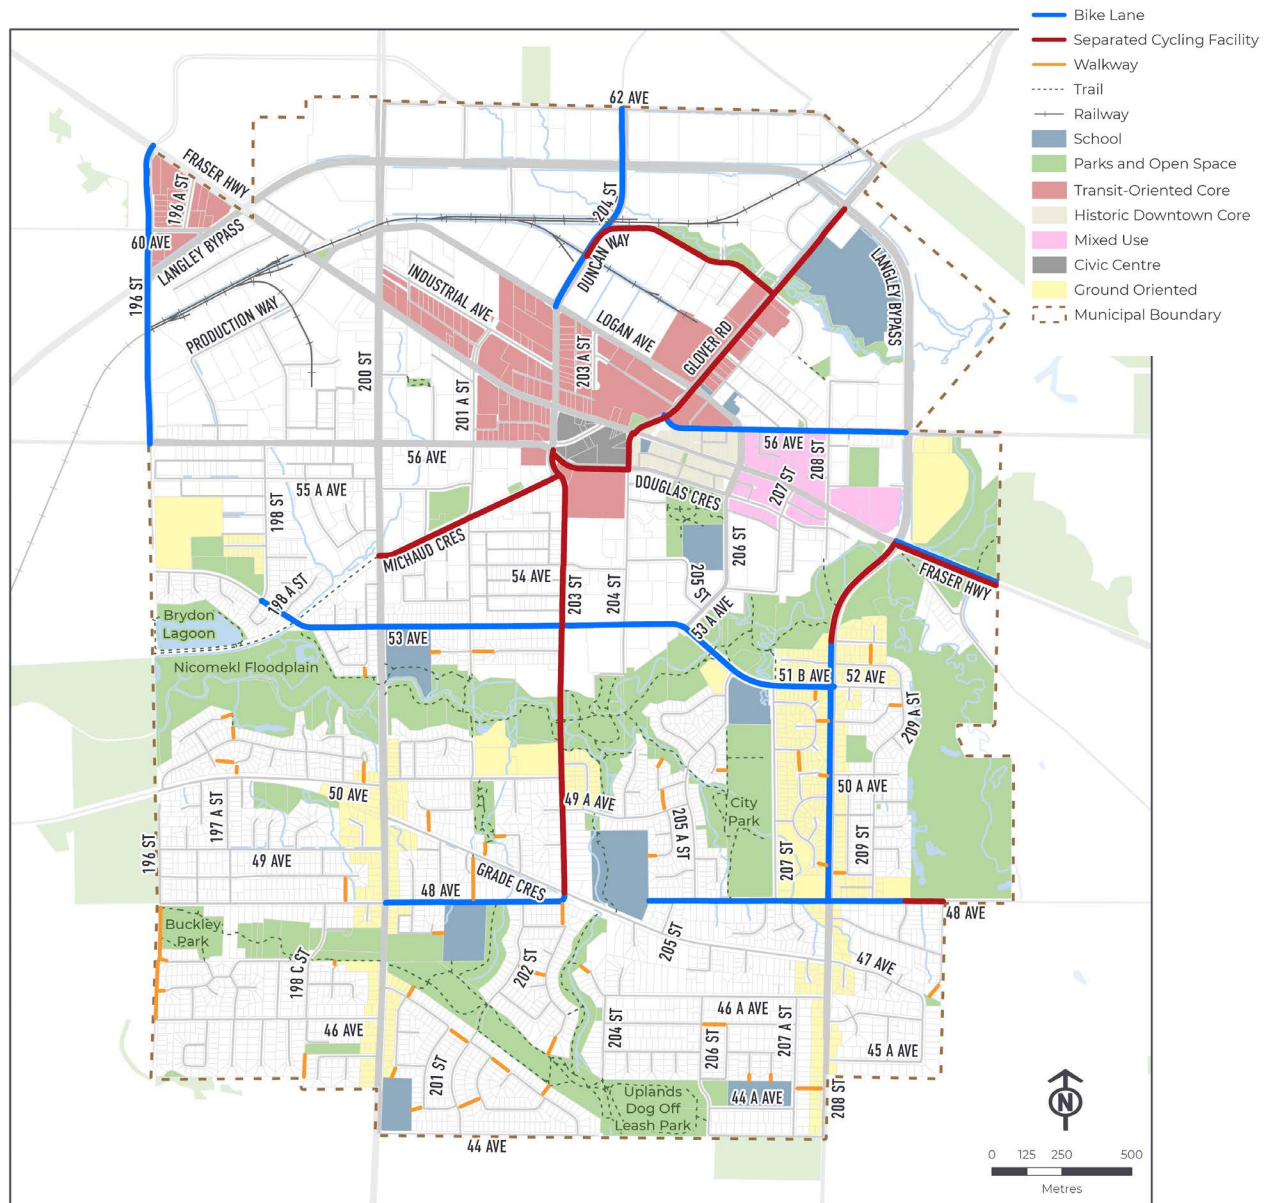 Bike Lane
Separated Cycling Facility
Walkway
Trail
Railway
School
Parks and Open Space
Transit-Oriented Core
Historic Downtown Core
Mixed Use
Civic Centre
Ground Oriented
Municipal Boundary
62 AVE
FRASER HWY
196 A ST
204 ST
60 AVE
LANGLEY BYPASS
DUNCAN WAY
LANGLEY BYPASS
196 ST
INDUSTRIAL AVE
PRODUCTION WAY
LOGAN AVE
GLOVER RD
200 ST
203 A ST
201 A ST
56 AVE
56 AVE
208 ST
207 ST
55 A AVE
DOUGLAS CRES
198 ST
206 ST
MICHAUD CRES
54 AVE
203 ST
204 ST
205 ST
FRASER HWY
198 A ST
Brydon
Lagoon
53 AVE
53 A AVE
Nicomekl Floodplain
51 B AVE
52 AVE
209 A ST
50 AVE
49 A AVE
50 A AVE
City
Park
197 A ST
205 A ST
209 ST
196 ST
49 AVE
207 ST
GRADE CRES
48 AVE
48 AVE
Buckley
Park
205 ST
47 AVE
198 C ST
202 ST
46 AVE
204 ST
46 A AVE
206 ST
207 A ST
45 A AVE
201 ST
Uplands
Dog Off
Leash Park
44 A AVE
208 ST
44 AVE
N
0 125 250 500
Metres